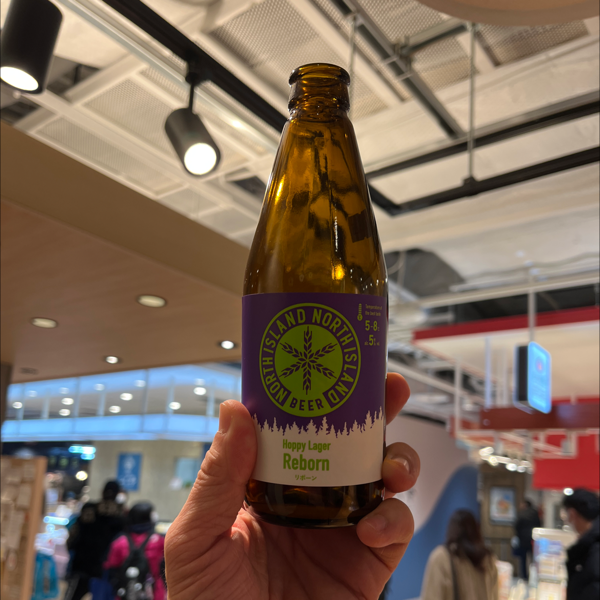 NORTH ISLAND NORTH ISLAND
BEER
5-8
5
Hoppy Lager
Reborn
リボーン